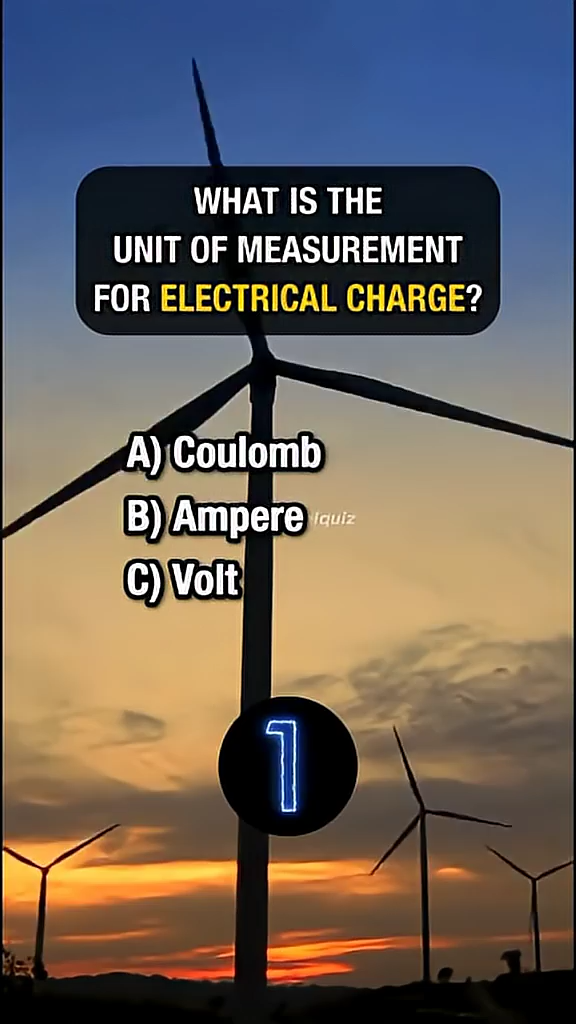 WHAT IS THE
UNIT OF MEASUREMENT
FOR ELECTRICAL CHARGE?
A) Coulomb
B) Ampere
C) Volt
1